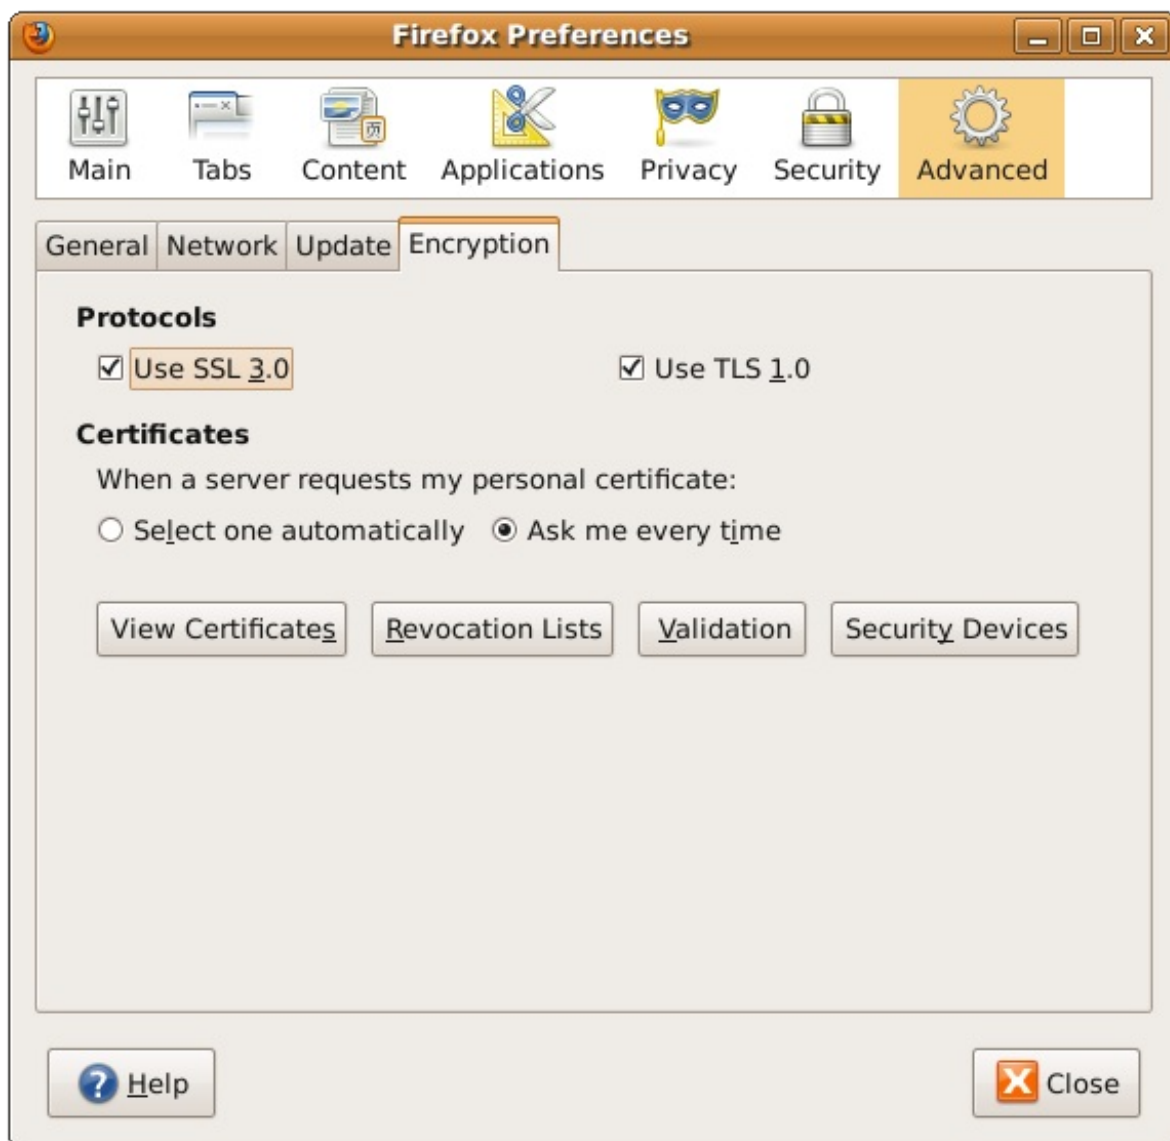 Firefox Preferences
Main Tabs Content Applications Privacy Security Advanced
General Network Update Encryption
Protocols
Use SSL 3.0 Use TLS 1.0
Certificates
When a server requests my personal certificate:
Select one automatically Ask me every time
View Certificates Revocation Lists Validation Security Devices
Help Close